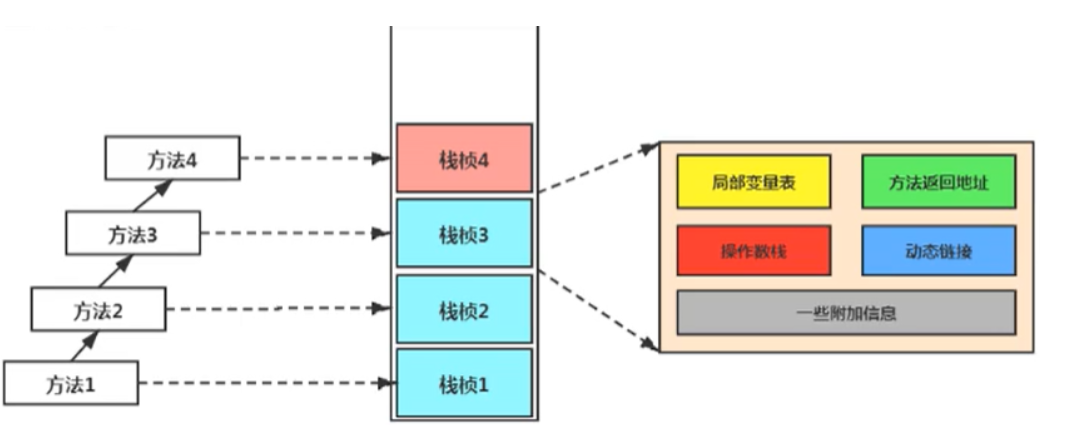 方法4
方法3
方法2
方法1
栈桢4
栈桢3
栈桢2
栈桢1
局部变量表
方法返回地址
操作数栈
动态链接
一些附加信息